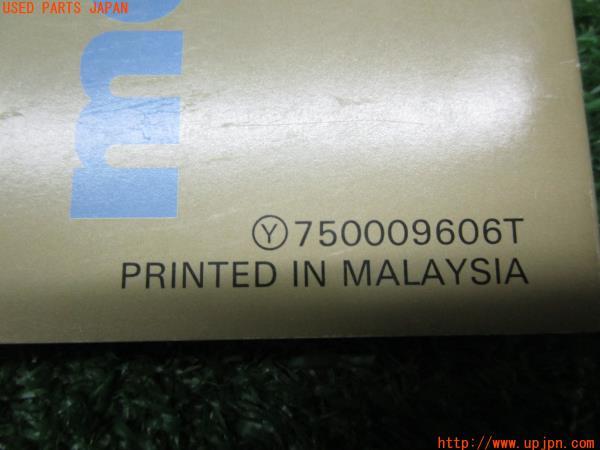 USED PARTS JAPAN
Ⓨ750009606T
PRINTED IN MALAYSIA
http://www.upjpn.com